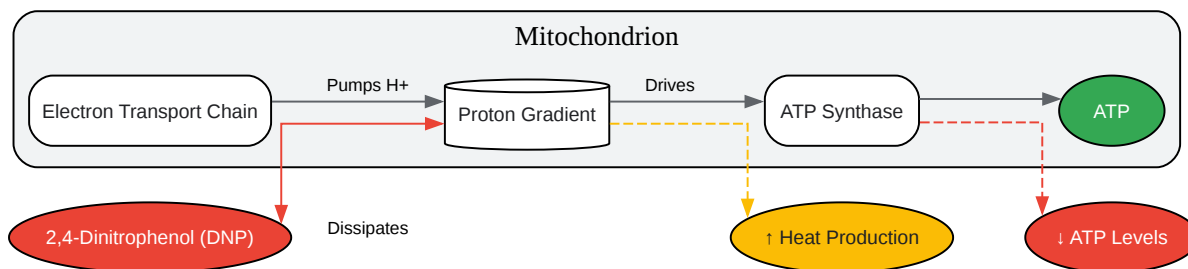 Mitochondrion
Pumps H+
Drives
Electron Transport Chain
Proton Gradient
ATP Synthase
ATP
2,4-Dinitrophenol (DNP)
Dissipates
↑ Heat Production
↓ ATP Levels